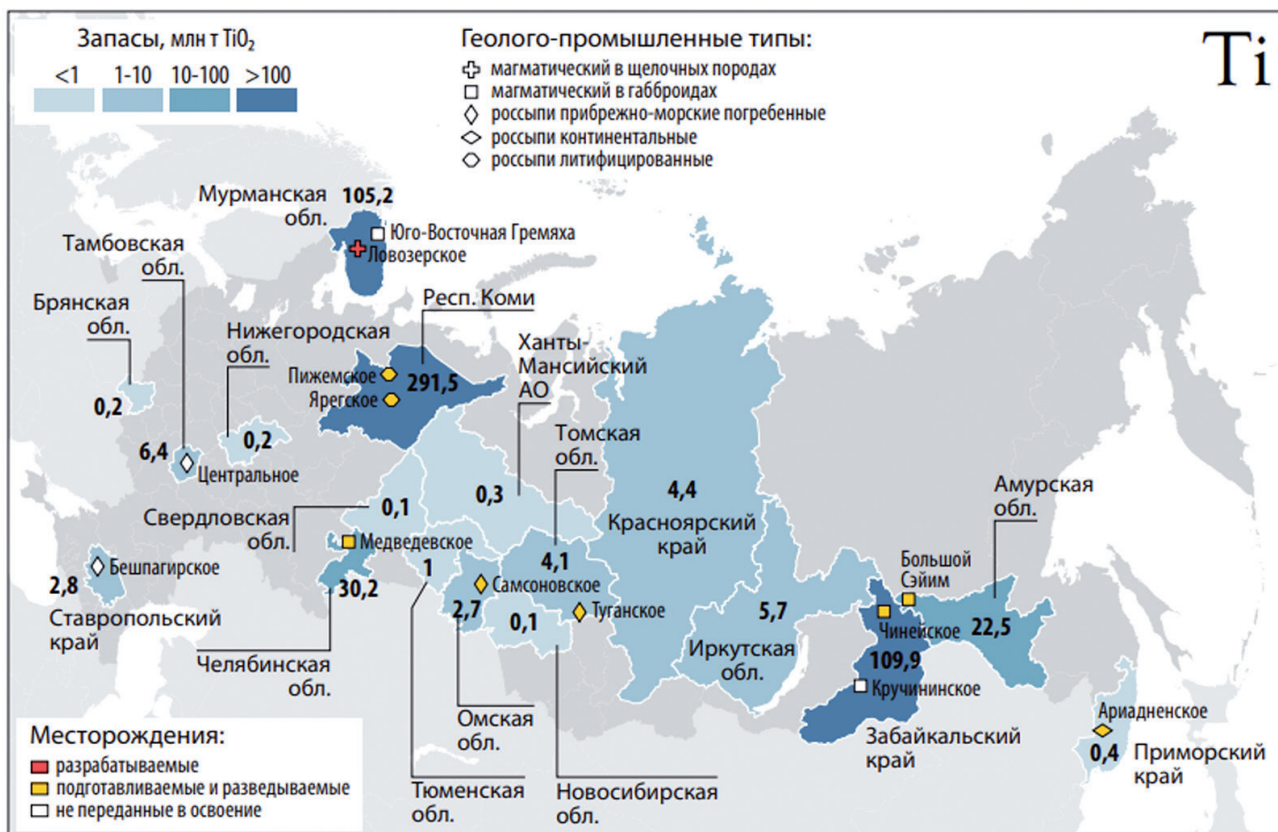 Запасы, млн т TiO₂
<1 1-10 10-100 >100
Геолого-промышленные типы:
магматический в щелочных породах
магматический в габброидах
россыпи прибрежно-морские погребенные
россыпи континентальные
россыпи литифицированные
Ti
Мурманская
обл.
105,2
Юго-Восточная Гремяха
Ловозерское
Тамбовская
обл.
Брянская
обл.
Нижегородская
обл.
Респ. Коми
Ханты-
Мансийский
АО
Пижемское
291,5
Ярегское
0,2
6,4
0,2
Центральное
Томская
обл.
Свердловская
обл.
0,1
0,3
4,4
Красноярский
край
Амурская
обл.
Медведевское
Бешпагирское
2,8
Ставропольский
край
30,2
Челябинская
обл.
1
4,1
Самсоновское
2,7
0,1
Туганское
5,7
Иркутская
обл.
Большой
Сэйим
Чинейское
22,5
109,9
Кручининское
Забайкальский
край
Ариадненское
0,4
Приморский
край
Омская
обл.
Тюменская
обл.
Новосибирская
обл.
Месторождения:
разрабатываемые
подготавливаемые и разведываемые
не переданные в освоение